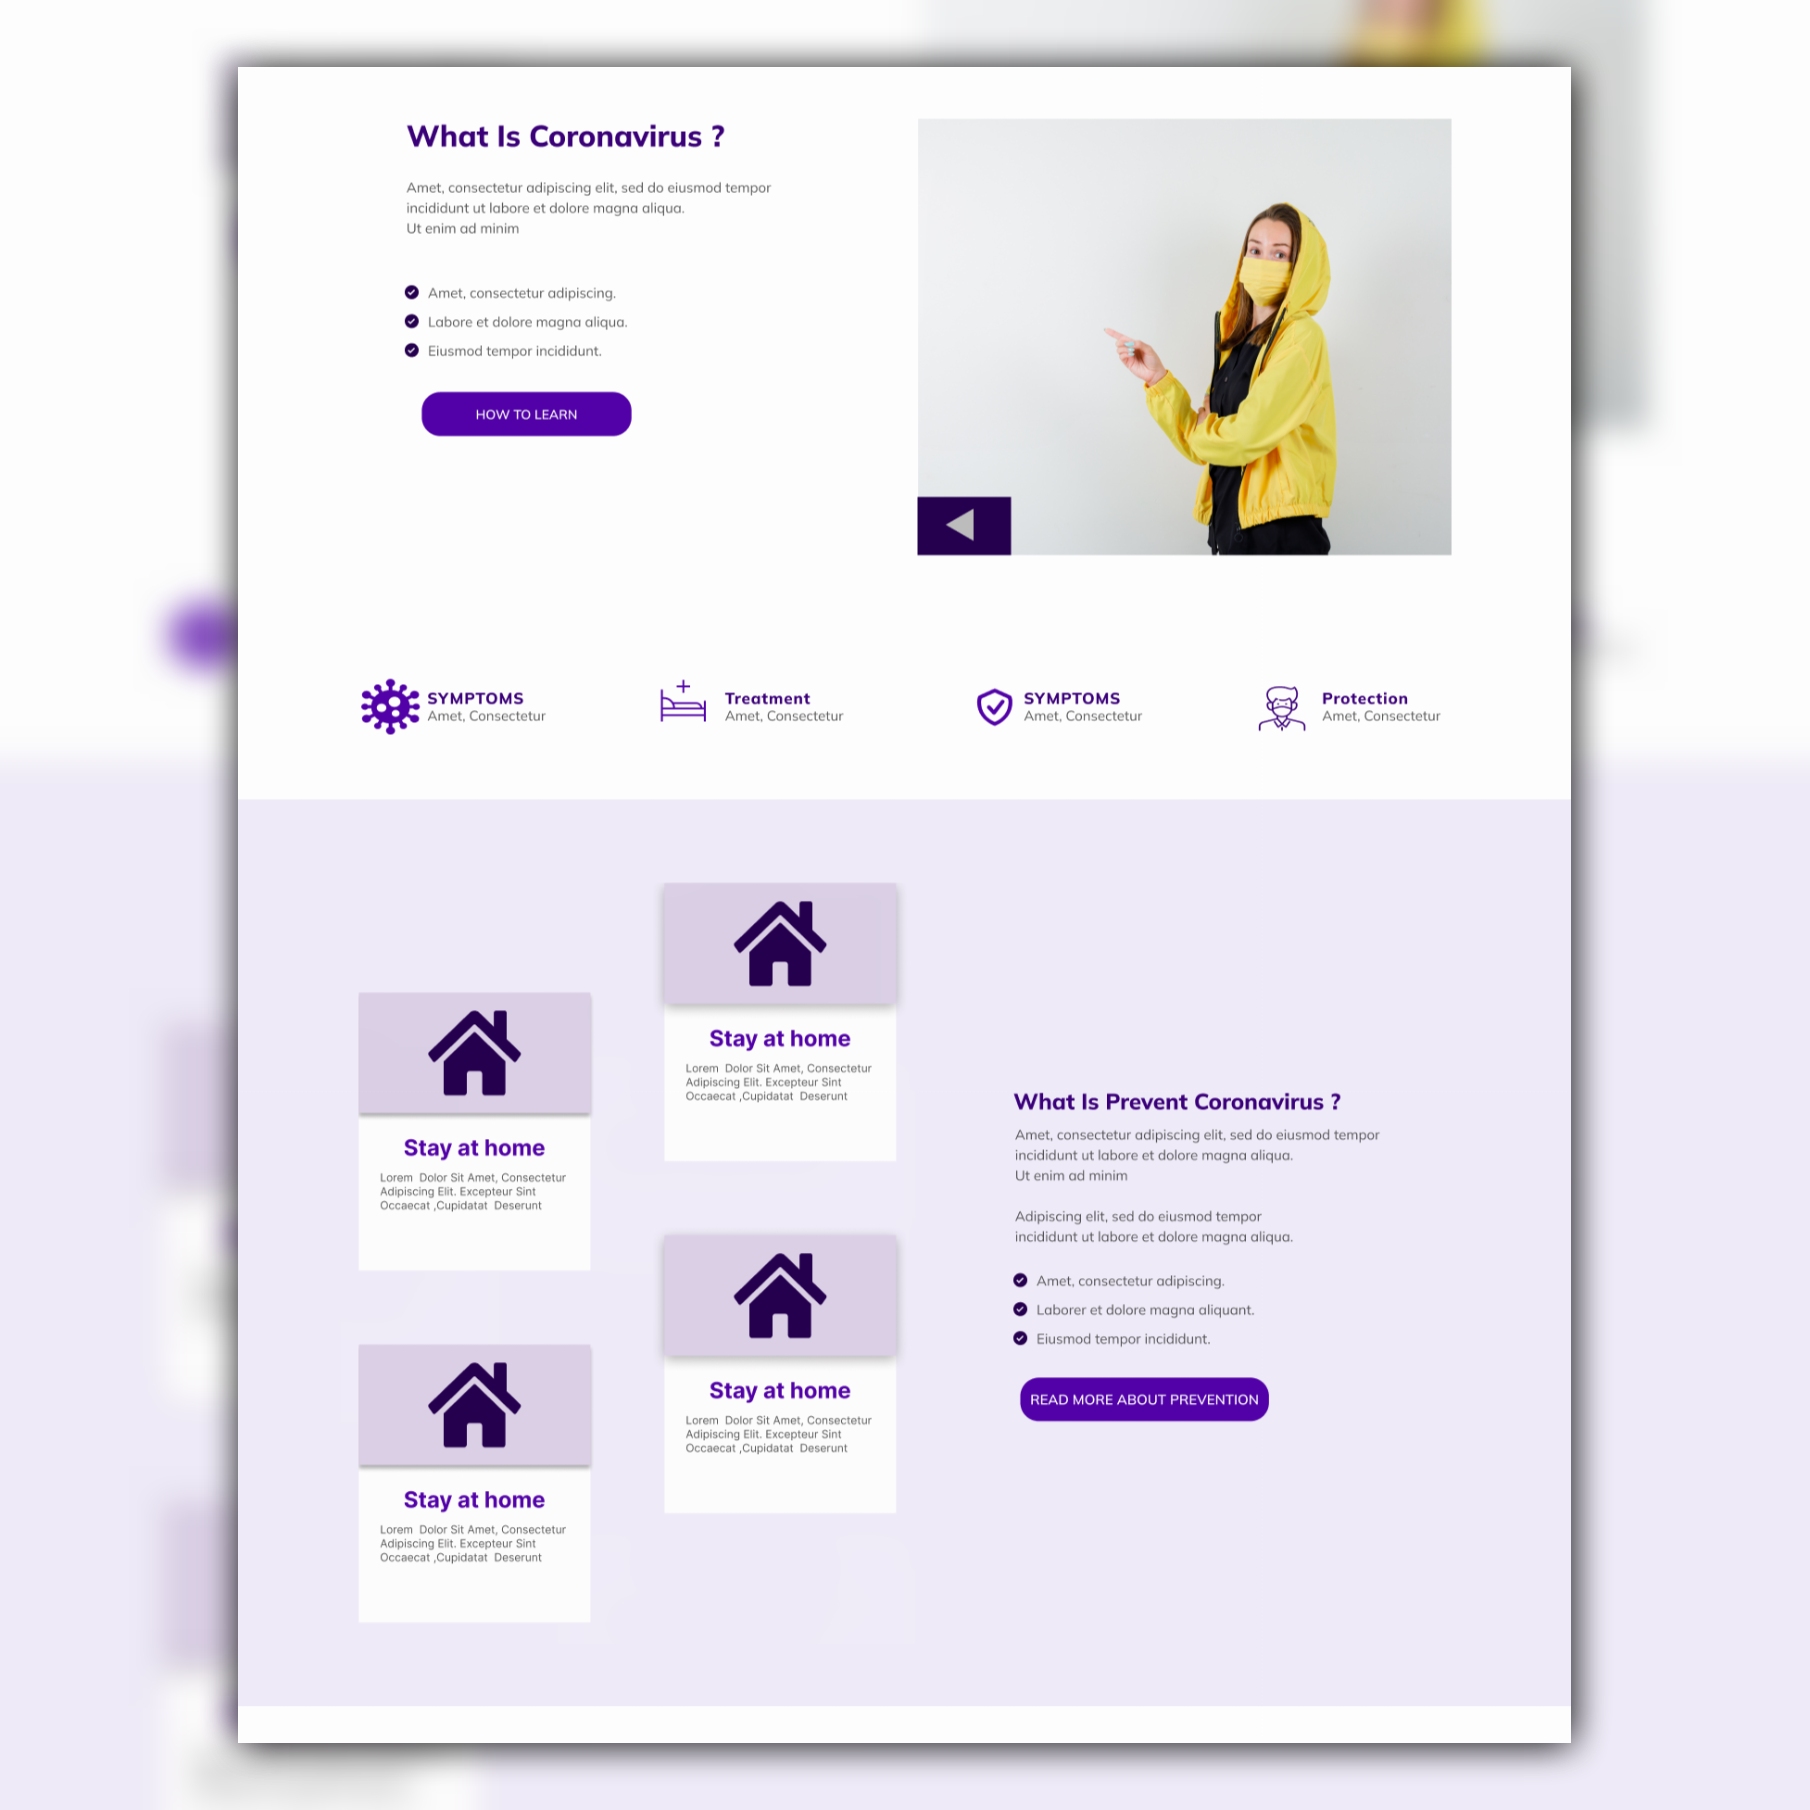 What Is Coronavirus ?
Amet, consectetur adipiscing elit, sed do eiusmod tempor
incididunt ut labore et dolore magna aliqua.
Ut enim ad minim
Amet, consectetur adipiscing.
Labore et dolore magna aliqua.
Eiusmod tempor incididunt.
HOW TO LEARN
SYMPTOMS
Amet, Consectetur
Treatment
Amet, Consectetur
SYMPTOMS
Amet, Consectetur
Protection
Amet, Consectetur
Stay at home
Lorem  Dolor Sit Amet, Consectetur
Adipiscing Elit. Excepteur Sint
Occaecat ,Cupidatat  Deserunt
Stay at home
Lorem  Dolor Sit Amet, Consectetur
Adipiscing Elit. Excepteur Sint
Occaecat ,Cupidatat  Deserunt
Stay at home
Lorem  Dolor Sit Amet, Consectetur
Adipiscing Elit. Excepteur Sint
Occaecat ,Cupidatat  Deserunt
Stay at home
Lorem  Dolor Sit Amet, Consectetur
Adipiscing Elit. Excepteur Sint
Occaecat ,Cupidatat  Deserunt
What Is Prevent Coronavirus ?
Amet, consectetur adipiscing elit, sed do eiusmod tempor
incididunt ut labore et dolore magna aliqua.
Ut enim ad minim
Adipiscing elit, sed do eiusmod tempor
incididunt ut labore et dolore magna aliqua.
Amet, consectetur adipiscing.
Laborer et dolore magna aliquant.
Eiusmod tempor incididunt.
READ MORE ABOUT PREVENTION